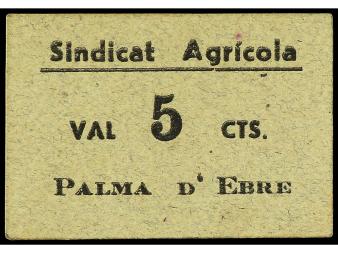 Sindicat Agrícola
VAL 5 CTS.
PALMA D' EBRE